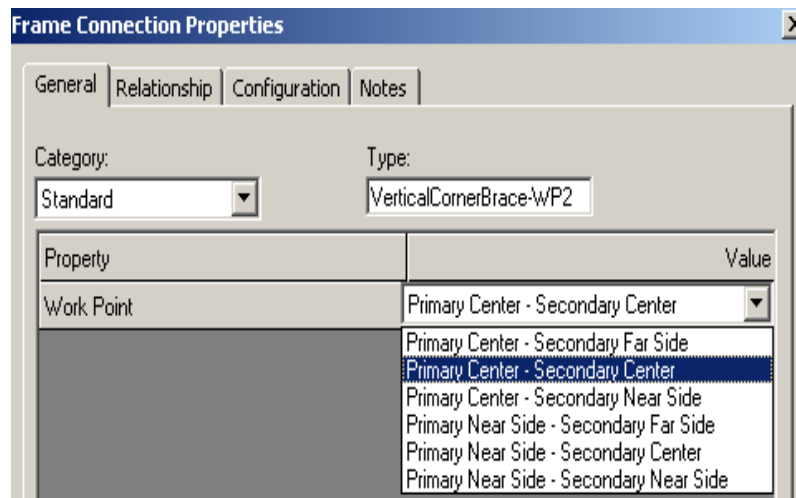 Frame Connection Properties
General Relationship Configuration Notes
Category: Type:
Standard VerticalCornerBrace-WP2
Property Value
Work Point Primary Center - Secondary Center
Primary Center - Secondary Far Side
Primary Center - Secondary Center
Primary Center - Secondary Near Side
Primary Near Side - Secondary Far Side
Primary Near Side - Secondary Center
Primary Near Side - Secondary Near Side